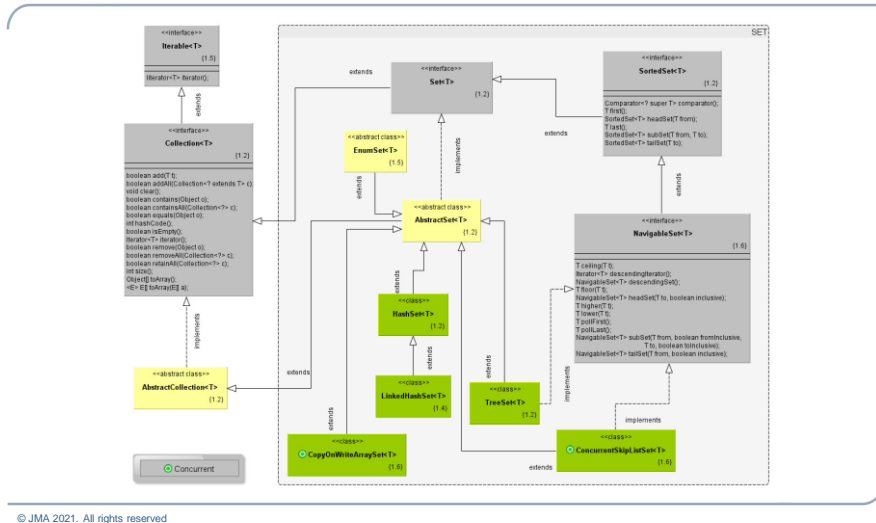 SET
<<interface>>
Iterable<T>
{1.5}
Iterator<T> iterator();
extends
<<interface>>
Collection<T>
{1.2}
boolean add(T t);
boolean addAll(Collection<? extends T> c);
void clear();
boolean contains(Object o);
boolean containsAll(Collection<?> c);
boolean equals(Object o);
int hashCode();
boolean isEmpty();
Iterator<T> iterator();
boolean remove(Object o);
boolean removeAll(Collection<?> c);
boolean retainAll(Collection<?> c);
int size();
Object[] toArray();
<E> E[] toArray(E[] a);
implements
<<abstract class>>
AbstractCollection<T>
{1.2}
extends
<<interface>>
Set<T>
{1.2}
extends
<<interface>>
SortedSet<T>
{1.2}
Comparator<? super T> comparator();
T first();
SortedSet<T> headSet(T from);
T last();
SortedSet<T> subSet(T from, T to);
SortedSet<T> tailSet(T to);
extends
<<abstract class>>
EnumSet<T>
{1.5}
extends
implements
<<abstract class>>
AbstractSet<T>
{1.2}
extends
<<interface>>
NavigableSet<T>
{1.6}
T ceiling(T t);
Iterator<T> descendingIterator();
NavigableSet<T> descendingSet();
T floor(T t);
NavigableSet<T> headSet(T to, boolean inclusive);
T higher(T t);
T lower(T t);
T pollFirst();
T pollLast();
NavigableSet<T> subSet(T from, boolean fromInclusive,
T to, boolean toInclusive);
NavigableSet<T> tailSet(T from, boolean inclusive);
extends
<<class>>
HashSet<T>
{1.2}
extends
<<class>>
LinkedHashSet<T>
{1.4}
extends
<<class>>
TreeSet<T>
{1.2}
extends
implements
extends
<<class>>
CopyOnWriteArraySet<T>
{1.5}
implements
<<class>>
ConcurrentSkipListSet<T>
{1.6}
extends
Concurrent
© JMA 2021. All rights reserved